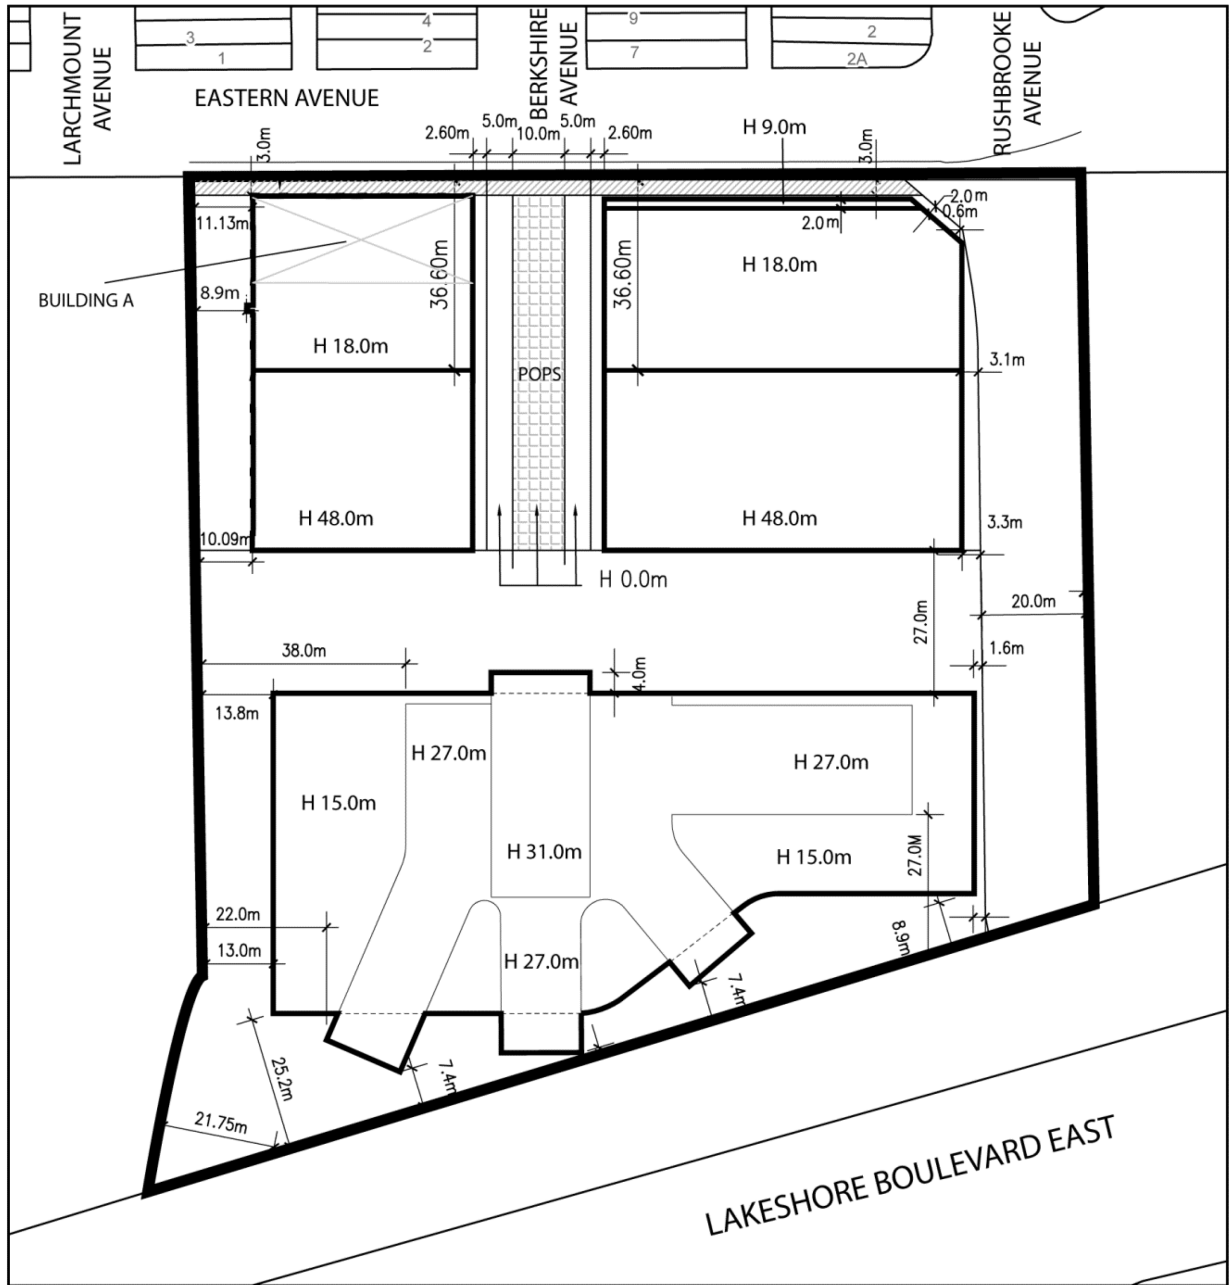 LARCHMOUNT
AVENUE
3
1
4
2
BERKSHIRE
AVENUE
9
7
2
2A
RUSHBROOKE
AVENUE
EASTERN AVENUE
3.0m
2.60m
5.0m
10.0m
5.0m
2.60m
H 9.0m
3.0m
11.13m
2.0m
2.0m
0.6m
36.60m
36.60m
H 18.0m
BUILDING A
8.9m
H 18.0m
POPS
3.1m
H 48.0m
H 48.0m
3.3m
10.09m
H 0.0m
27.0m
20.0m
38.0m
4.0m
1.6m
13.8m
H 27.0m
H 27.0m
H 15.0m
H 31.0m
H 15.0m
27.0M
22.0m
8.9m
13.0m
H 27.0m
7.4m
25.2m
7.4m
21.75m
LAKESHORE BOULEVARD EAST